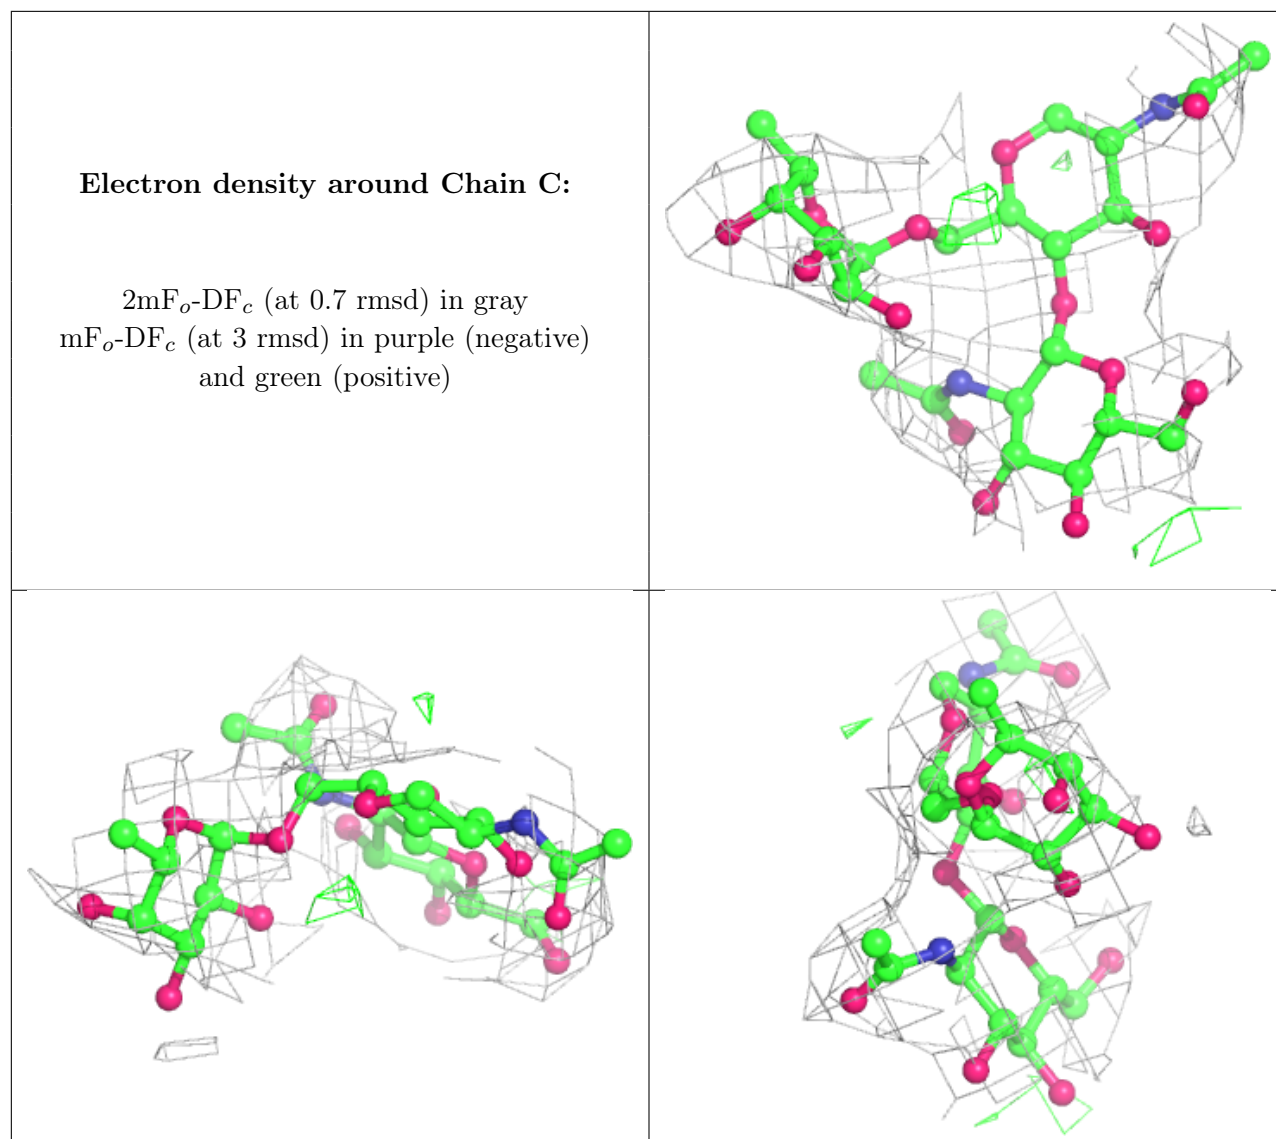 Electron density around Chain C:
2mFo-DFc (at 0.7 rmsd) in gray
mFo-DFc (at 3 rmsd) in purple (negative)
and green (positive)